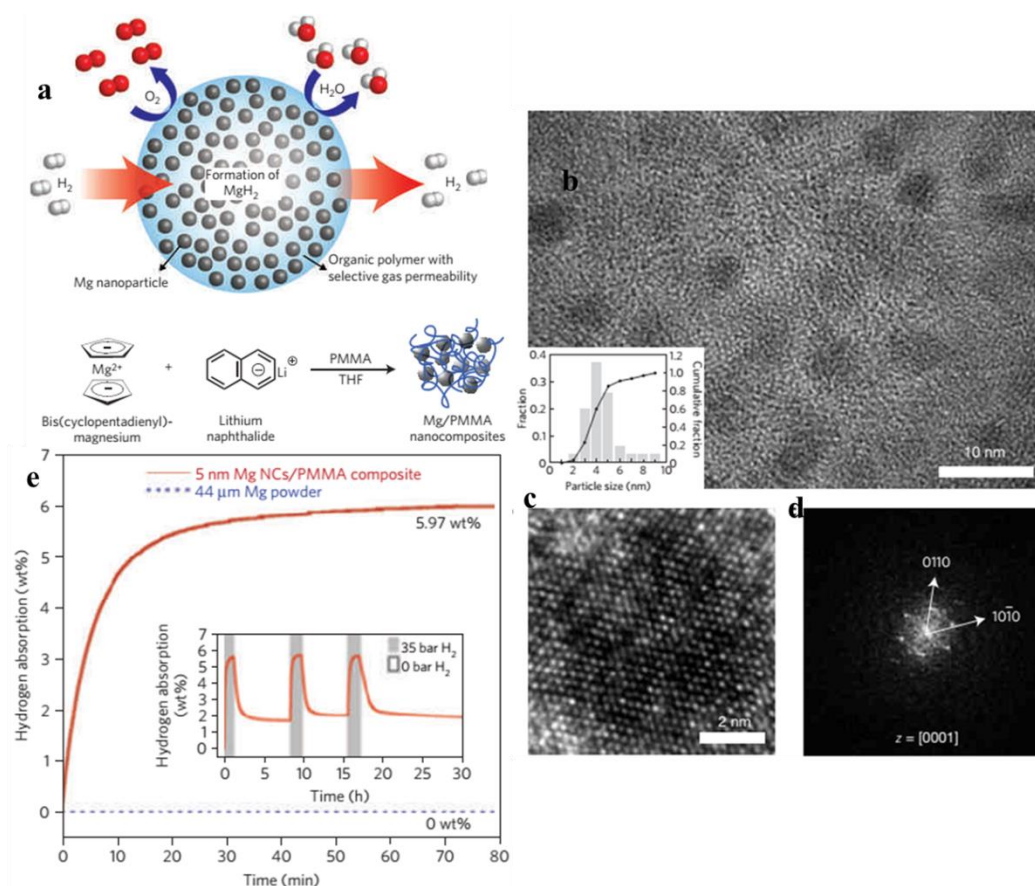 a
O₂
H₂O
H₂
Formation of
MgH₂
H₂
Mg nanoparticle
Organic polymer with
selective gas permeability
Mg²⁺
+
Li
⊕
⊖
PMMA
THF
Bis(cyclopentadienyl)-
magnesium
Lithium
naphthalide
Mg/PMMA
nanocomposites
b
0.4
0.3
0.2
0.1
0
Fraction
1.2
1.0
0.8
0.6
0.4
0.2
0
Cumulative fraction
0 2 4 6 8 10
Particle size (nm)
10 nm
c
2 nm
d
0110
101̄0
z = [0001]
e
5 nm Mg NCs/PMMA composite
44 μm Mg powder
5.97 wt%
0 wt%
7
6
5
4
3
2
1
0
Hydrogen absorption (wt%)
0 10 20 30 40 50 60 70 80
Time (min)
35 bar H₂
0 bar H₂
7
6
5
4
3
2
1
0
Hydrogen absorption
(wt%)
0 5 10 15 20 25 30
Time (h)